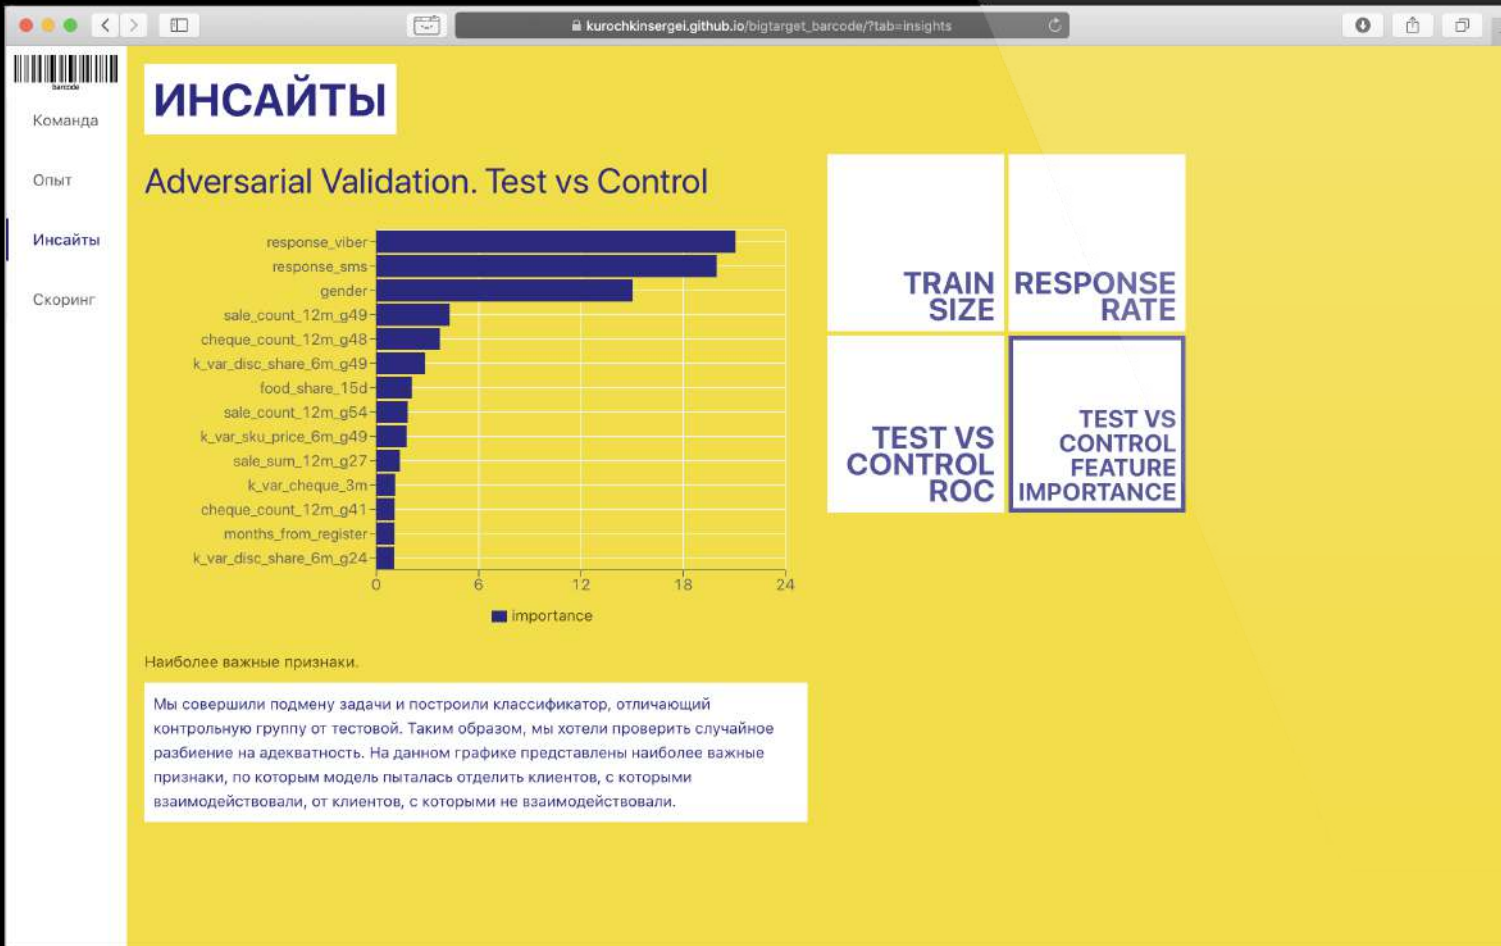 kurochkinsergei.github.io/bigtarget_barcode/?tab=insights
barcode
Команда
Опыт
Инсайты
Скоринг
ИНСАЙТЫ
Adversarial Validation. Test vs Control
response_viber
response_sms
gender
sale_count_12m_g49
cheque_count_12m_g48
k_var_disc_share_6m_g49
food_share_15d
sale_count_12m_g54
k_var_sku_price_6m_g49
sale_sum_12m_g27
k_var_cheque_3m
cheque_count_12m_g41
months_from_register
k_var_disc_share_6m_g24
0 6 12 18 24
importance
Наиболее важные признаки.
Мы совершили подмену задачи и построили классификатор, отличающий
контрольную группу от тестовой. Таким образом, мы хотели проверить случайное
разбиение на адекватность. На данном графике представлены наиболее важные
признаки, по которым модель пыталась отделить клиентов, с которыми
взаимодействовали, от клиентов, с которыми не взаимодействовали.
TRAIN
SIZE
RESPONSE
RATE
TEST VS
CONTROL
ROC
TEST VS
CONTROL
FEATURE
IMPORTANCE